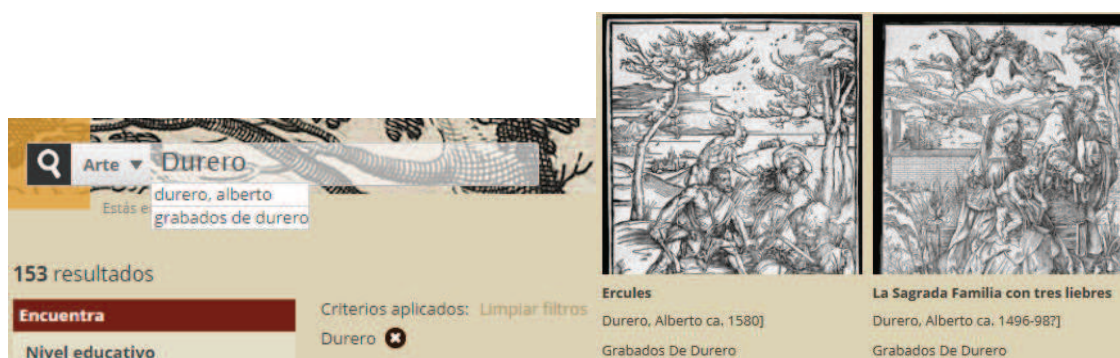 Arte ▼ Durero
durero, alberto
Estás e
grabados de durero
153 resultados
Encuentra
Nivel educativo
Criterios aplicados: Limpiar filtros
Durero
Ercules
Durero, Alberto ca. 1580]
Grabados De Durero
La Sagrada Familia con tres liebres
Durero, Alberto ca. 1496-98?]
Grabados De Durero